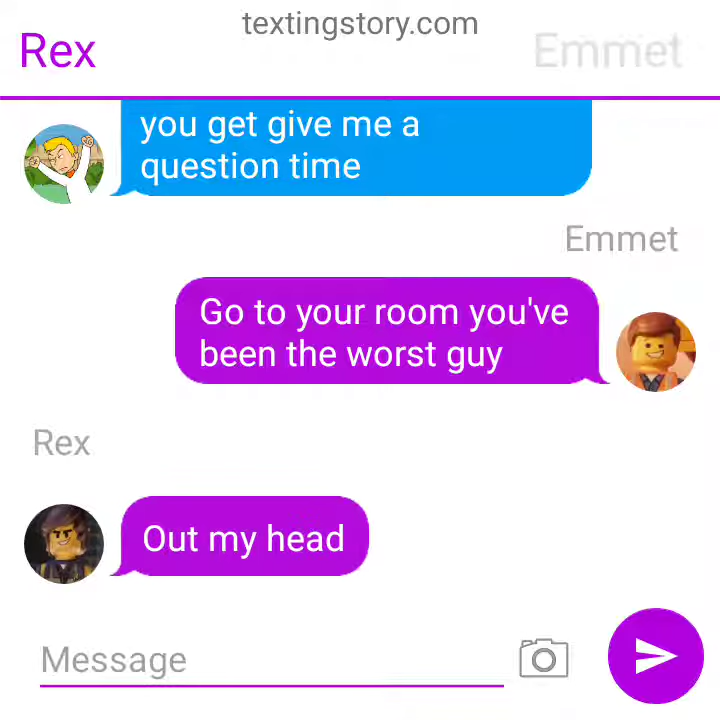 textingstory.com
Rex
Emmet
you get give me a
question time
Emmet
Go to your room you've
been the worst guy
Rex
Out my head
Message